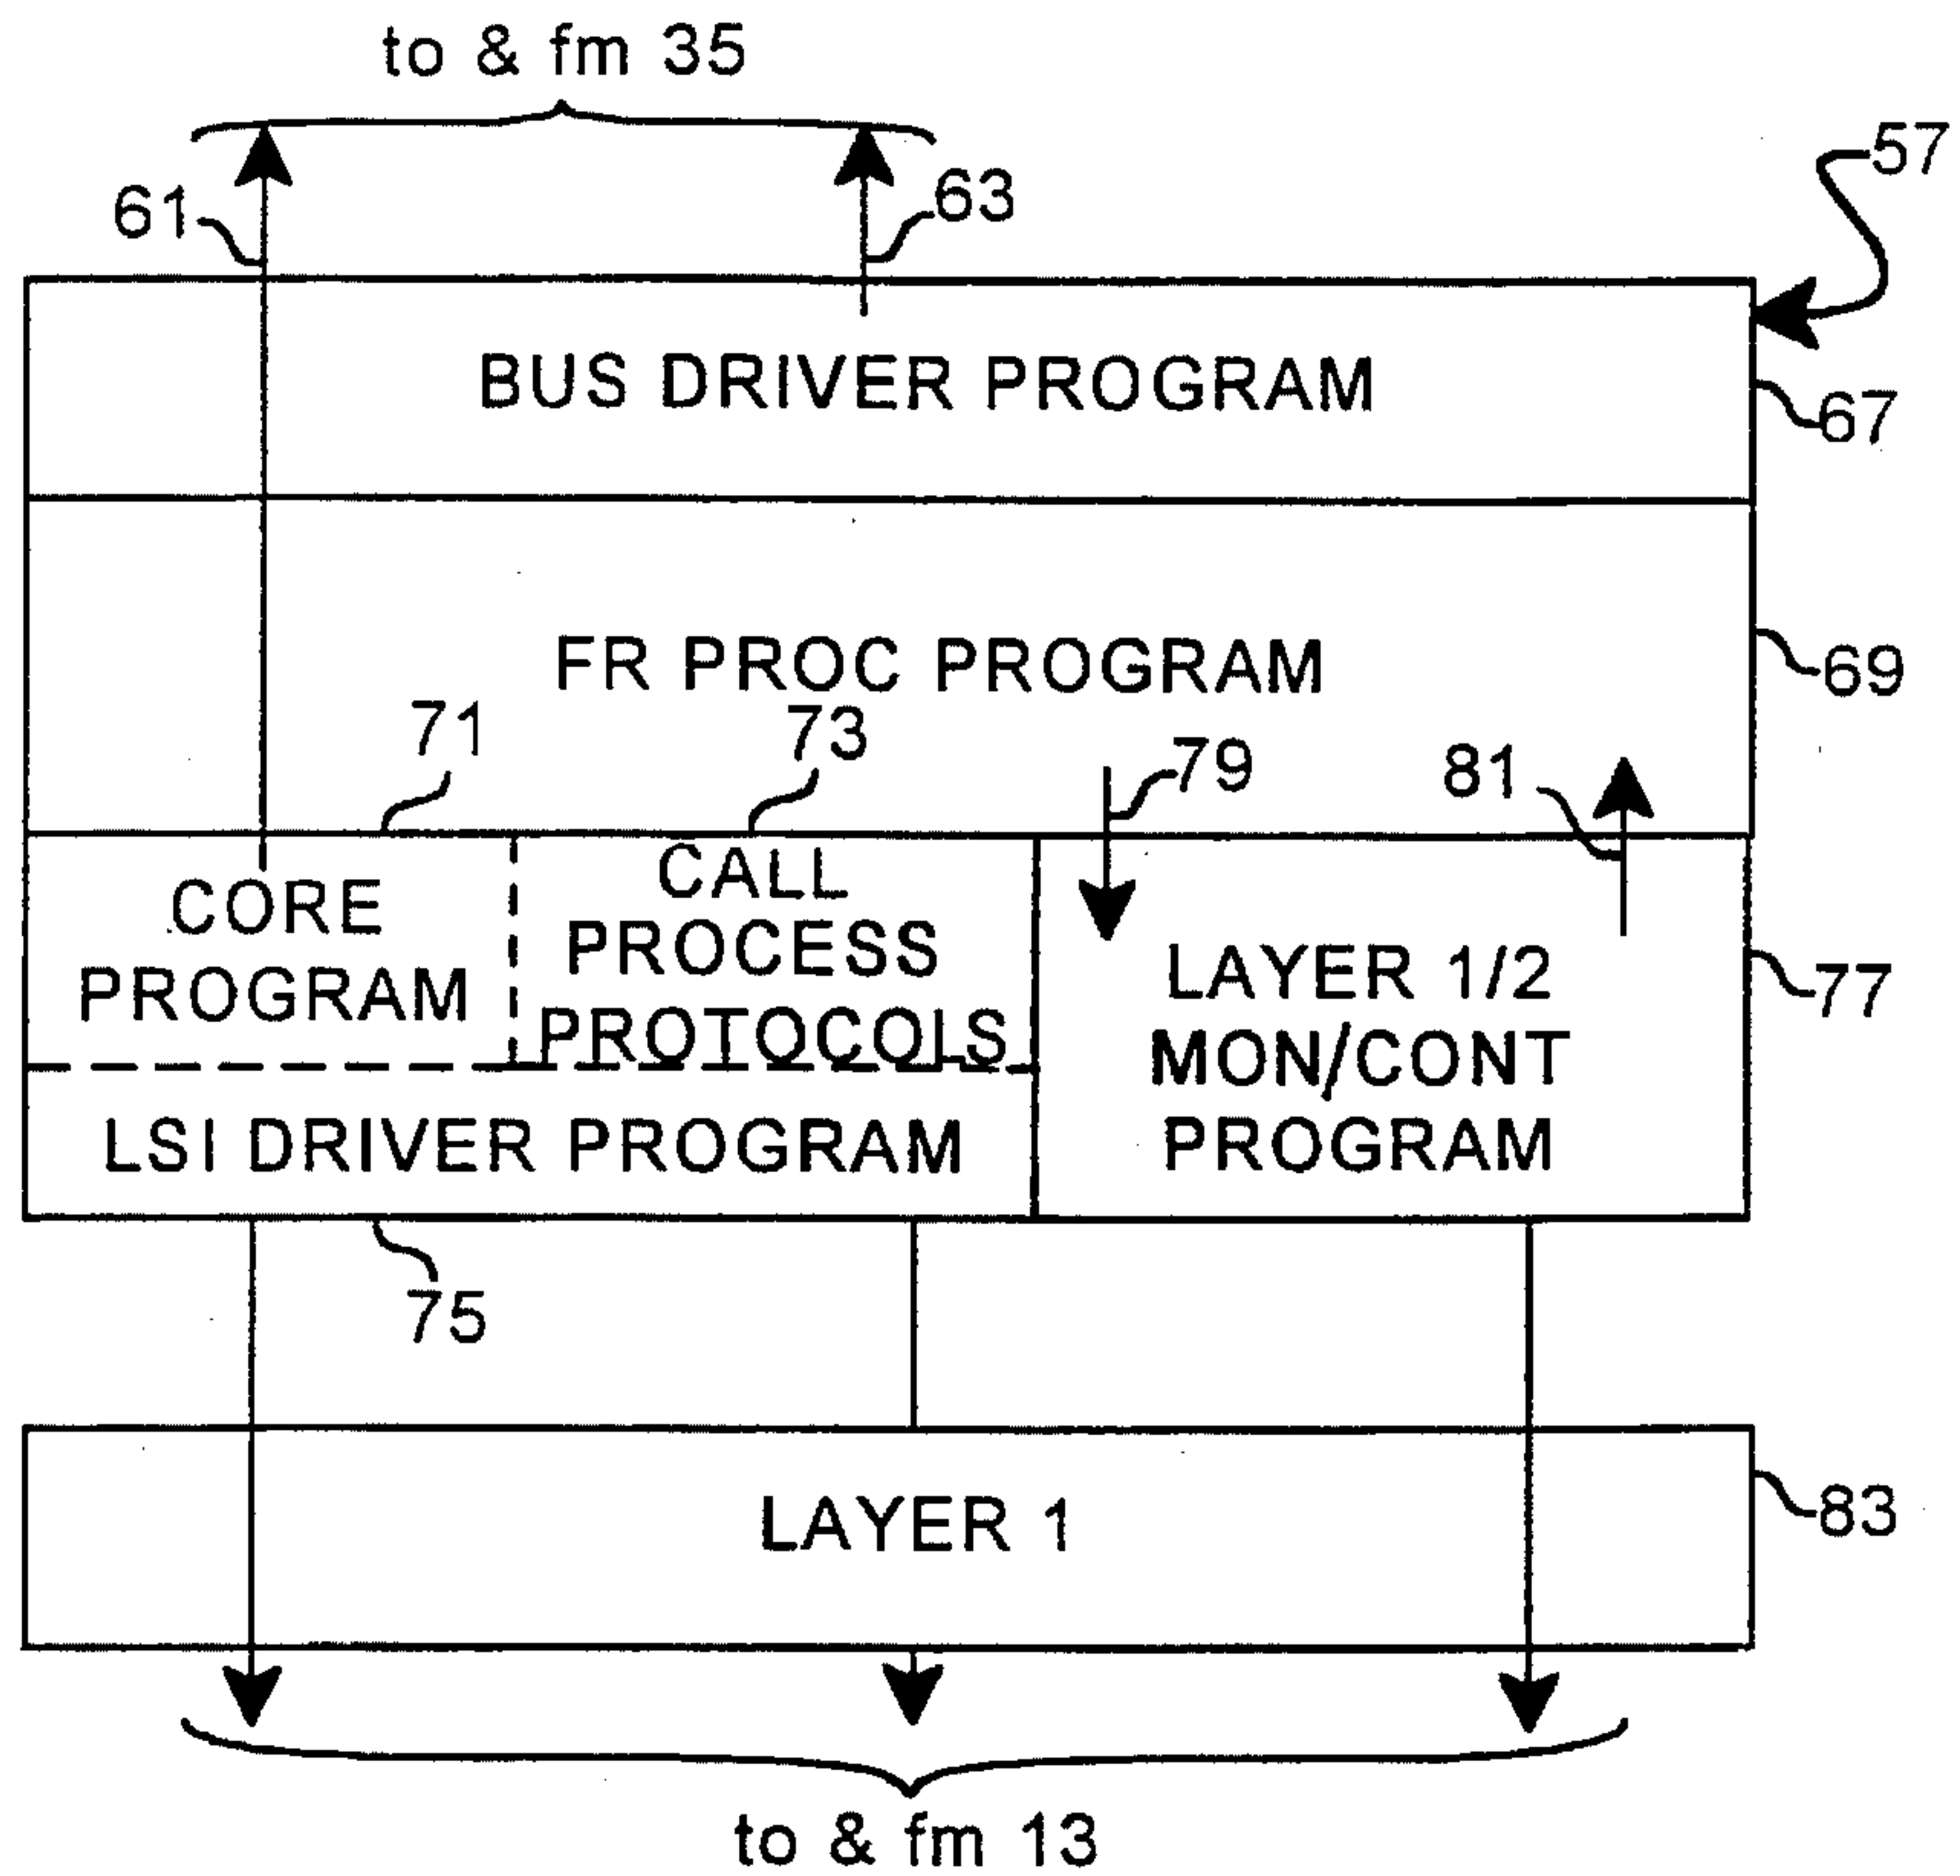 to & fm 35
57
61
63
BUS DRIVER PROGRAM
67
FR PROC PROGRAM
69
71
73
79
81
CORE
PROGRAM
CALL
PROCESS
PROTOCOLS
LAYER 1/2
MON/CONT
PROGRAM
77
LSI DRIVER PROGRAM
75
LAYER 1
83
to & fm 13